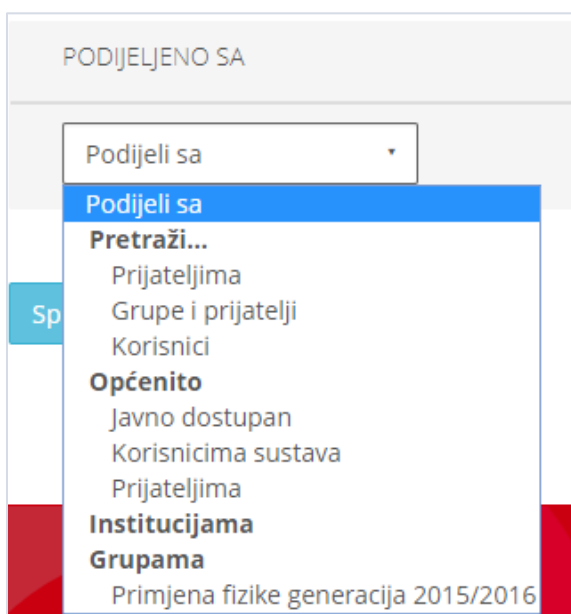 PODIJELJENO SA
Podijeli sa
Podijeli sa
Pretraži...
Prijateljima
Grupe i prijatelji
Korisnici
Sp
Općenito
Javno dostupan
Korisnicima sustava
Prijateljima
Institucijama
Grupama
Primjena fizike generacija 2015/2016